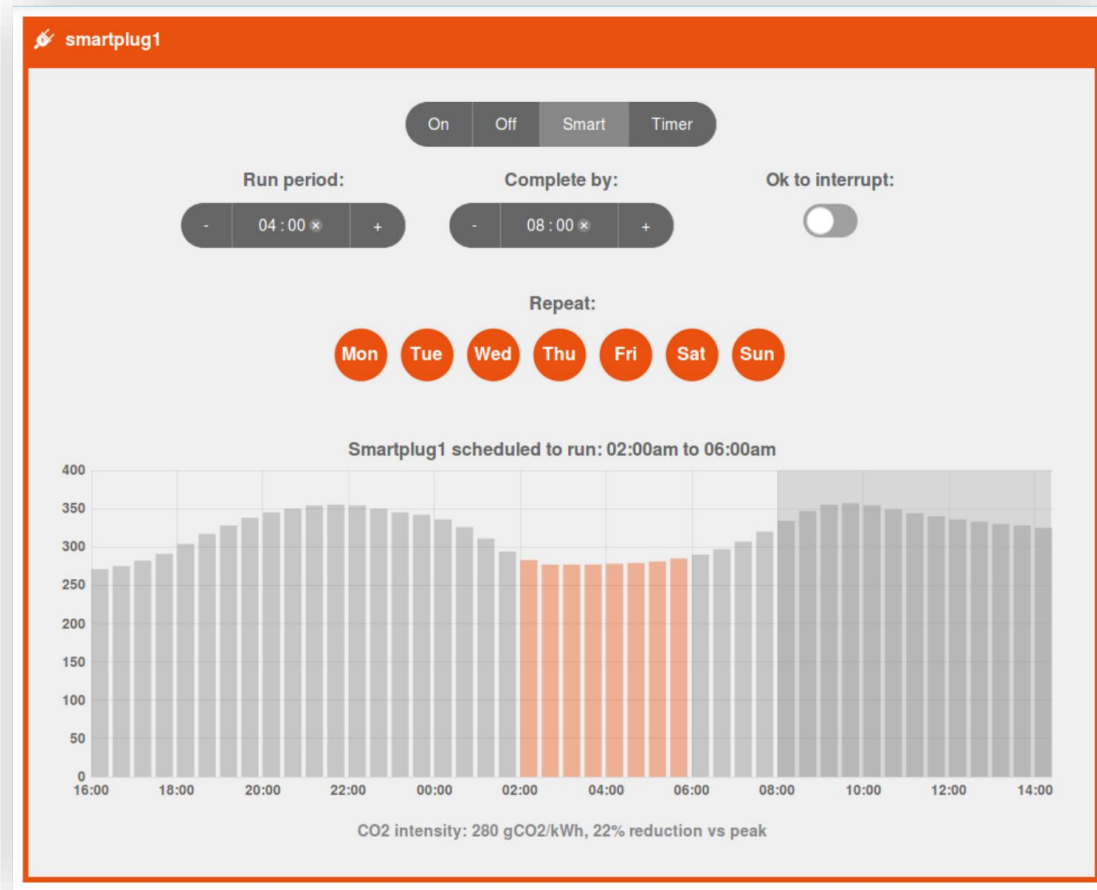 smartplug1
On Off Smart Timer
Run period: Complete by: Ok to interrupt:
- 04 : 00 + - 08 : 00 +
Repeat:
Mon Tue Wed Thu Fri Sat Sun
Smartplug1 scheduled to run: 02:00am to 06:00am
400
350
300
250
200
150
100
50
0
16:00 18:00 20:00 22:00 00:00 02:00 04:00 06:00 08:00 10:00 12:00 14:00
CO2 intensity: 280 gCO2/kWh, 22% reduction vs peak